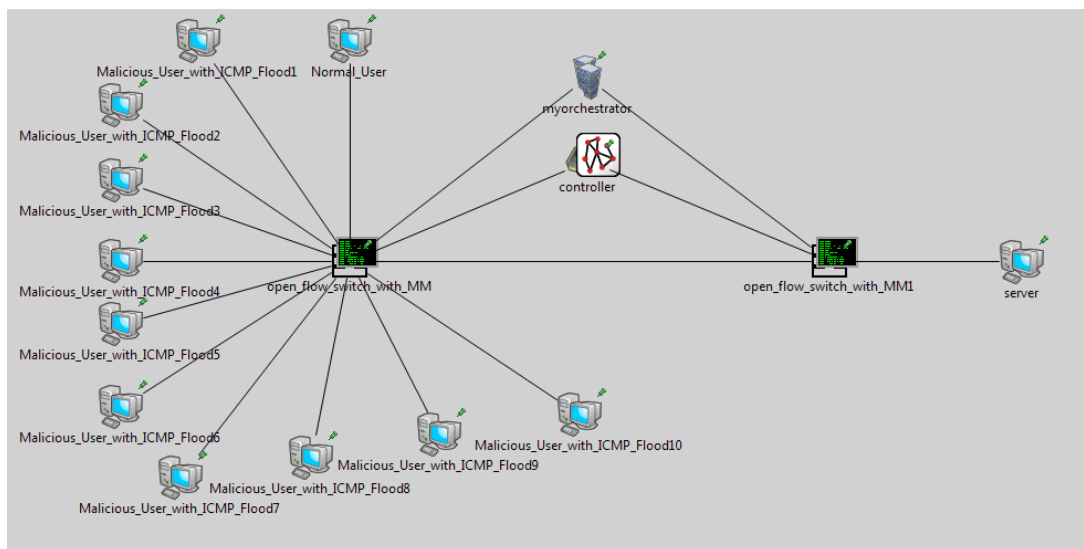 Malicious_User_with_ICMP_Flood1
Normal_User
myorchestrator
Malicious_User_with_ICMP_Flood2
controller
Malicious_User_with_ICMP_Flood3
open_flow_switch_with_MM
open_flow_switch_with_MM1
server
Malicious_User_with_ICMP_Flood4
Malicious_User_with_ICMP_Flood5
Malicious_User_with_ICMP_Flood6
Malicious_User_with_ICMP_Flood10
Malicious_User_with_ICMP_Flood9
Malicious_User_with_ICMP_Flood8
Malicious_User_with_ICMP_Flood7